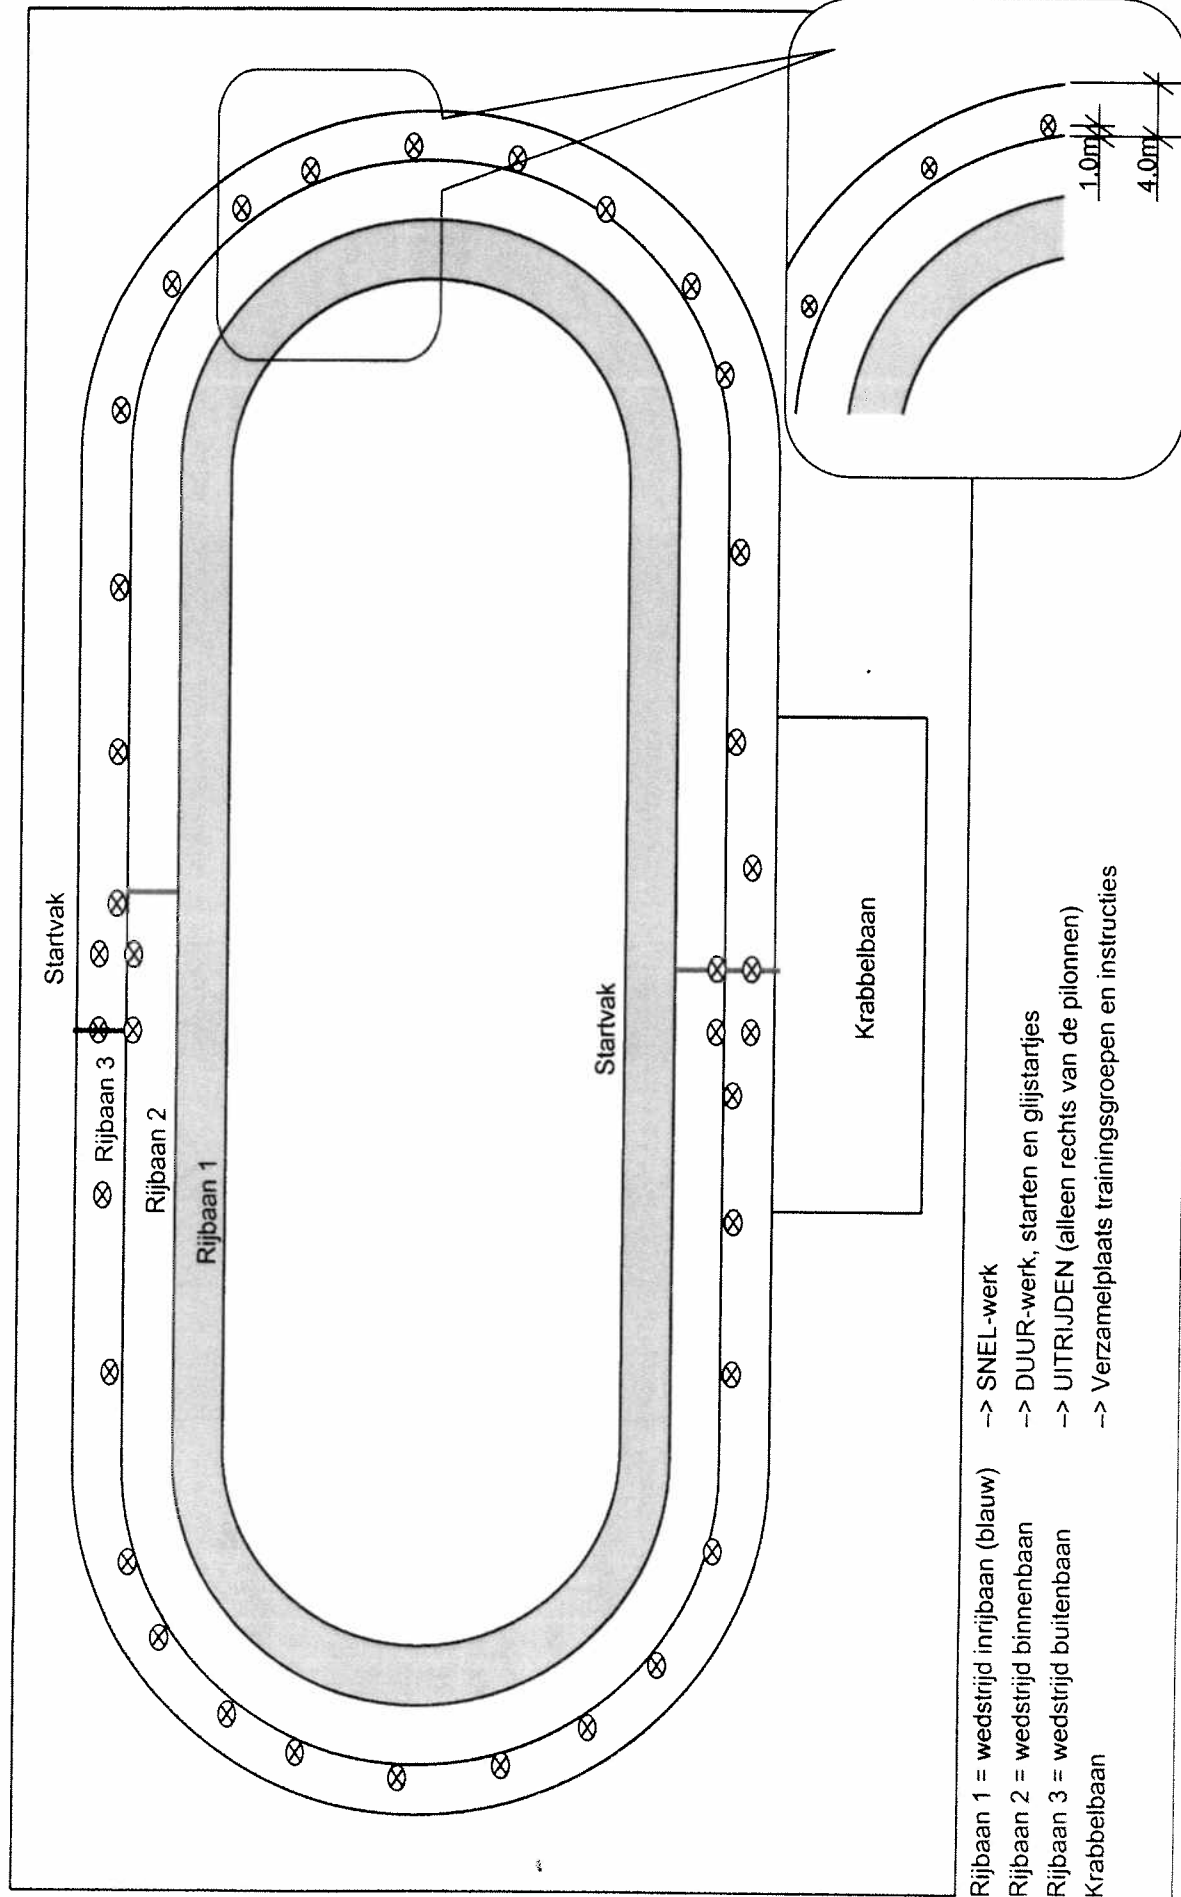 Startvak
Rijbaan 3
Rijbaan 2
Rijbaan 1
Startvak
Krabbelbaan
1.0m
4.0m
Rijbaan 1 = wedstrijd inrijbaan (blauw) --> SNEL-werk
Rijbaan 2 = wedstrijd binnenbaan --> DUUR-werk, starten en glijstartjes
Rijbaan 3 = wedstrijd buitenbaan --> UITRIJDEN (alleen rechts van de pilonnen)
Krabbelbaan --> Verzamelplaats trainingsgroepen en instructies